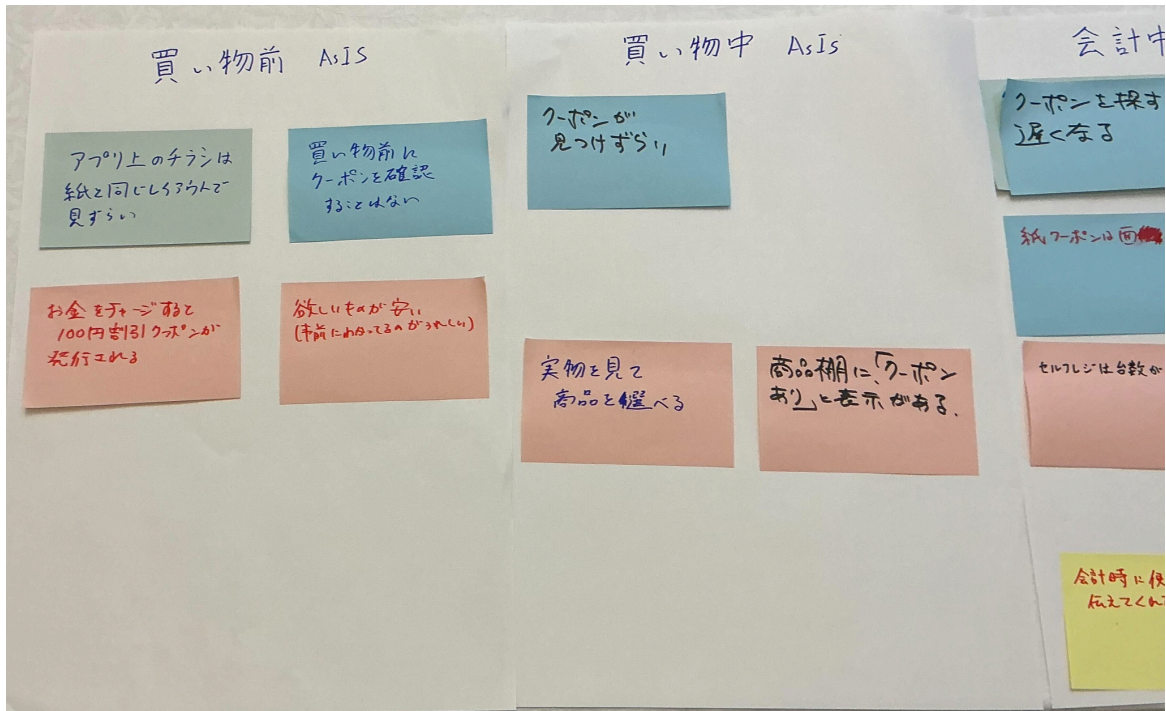 買い物前 AsIS
アプリ上のチラシは
紙と同じレイアウトで
見ずらい
買い物前に
クーポンを確認
することはない
お金をチャージすると
100円割引クーポンが
発行される
欲しいものが安い
(事前にわかってるのがうれしい)
買い物中 AsIs
クーポンが
見つけずらい
実物を見て
商品を選べる
商品棚に「クーポン
あり」と表示がある.
会計中
クーポンを探す
遅くなる
紙クーポンは面
セルフレジは台数が
会計時に使
伝えてくれ